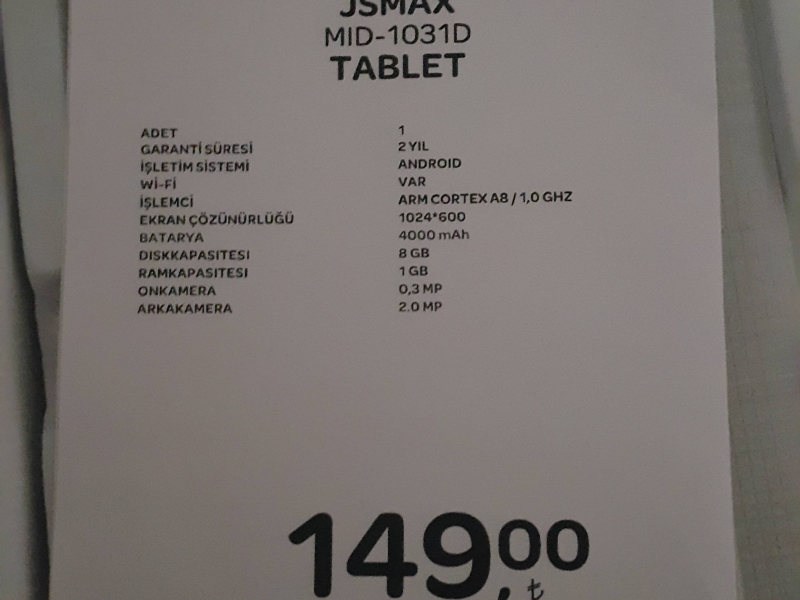 JSMAX
MID-1031D
TABLET
ADET 1
GARANTİ SÜRESİ 2 YIL
İŞLETİM SİSTEMİ ANDROID
Wİ-Fİ VAR
İŞLEMCİ ARM CORTEX A8 / 1,0 GHZ
EKRAN ÇÖZÜNÜRLÜĞÜ 1024*600
BATARYA 4000 mAh
DISKKAPASITESI 8 GB
RAMKAPASITESI 1 GB
ONKAMERA 0,3 MP
ARKAKAMERA 2.0 MP
149,00 ₺